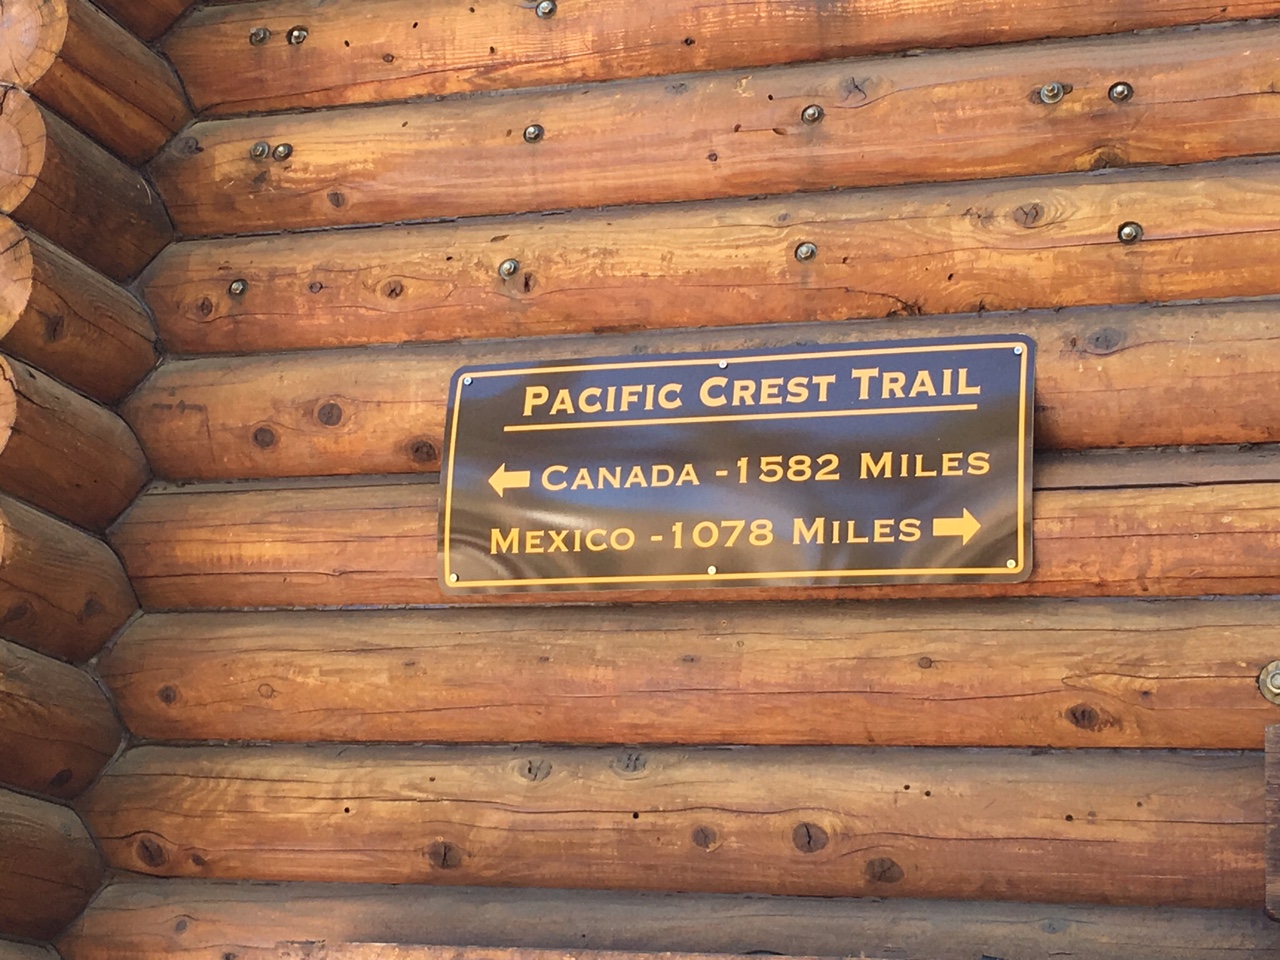 Pacific Crest Trail
Canada -1582 Miles
Mexico -1078 Miles